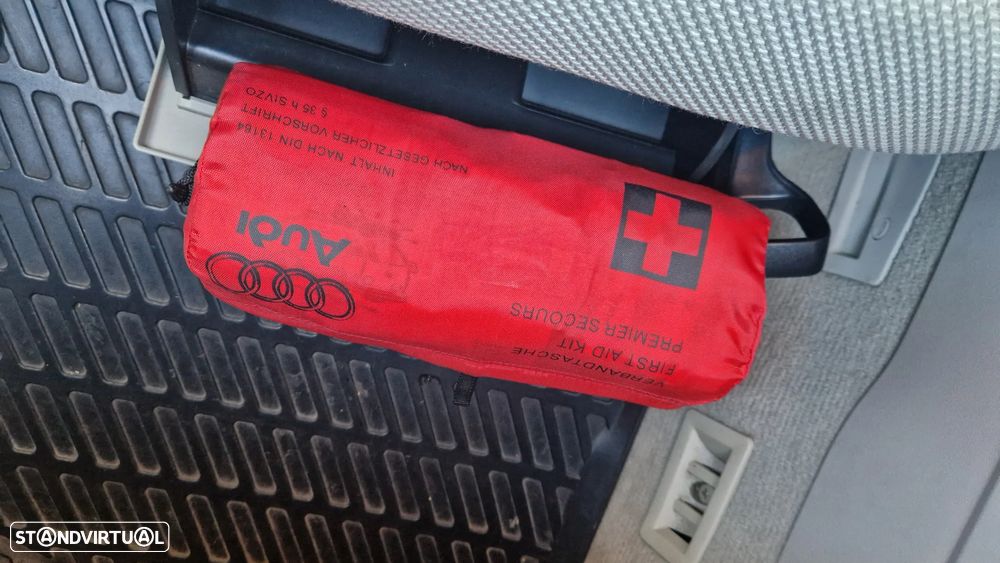 VERBANDTASCHE
FIRST AID KIT
PREMIER SECOURS
Audi
INHALT NACH DIN 13164
NACH GESETZLICHER VORSCHRIFT
§ 35 h StVZO
STANDVIRTUAL